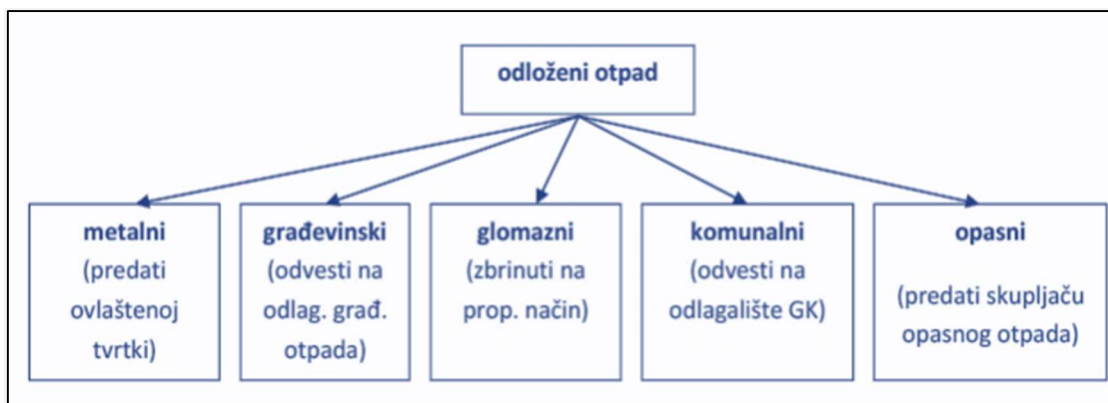 odloženi otpad
metalni
(predati
ovlaštenoj
tvrtki)
građevinski
(odvesti na
odlag. građ.
otpada)
glomazni
(zbrinuti na
prop. način)
komunalni
(odvesti na
odlagalište GK)
opasni
(predati skupljaču
opasnog otpada)